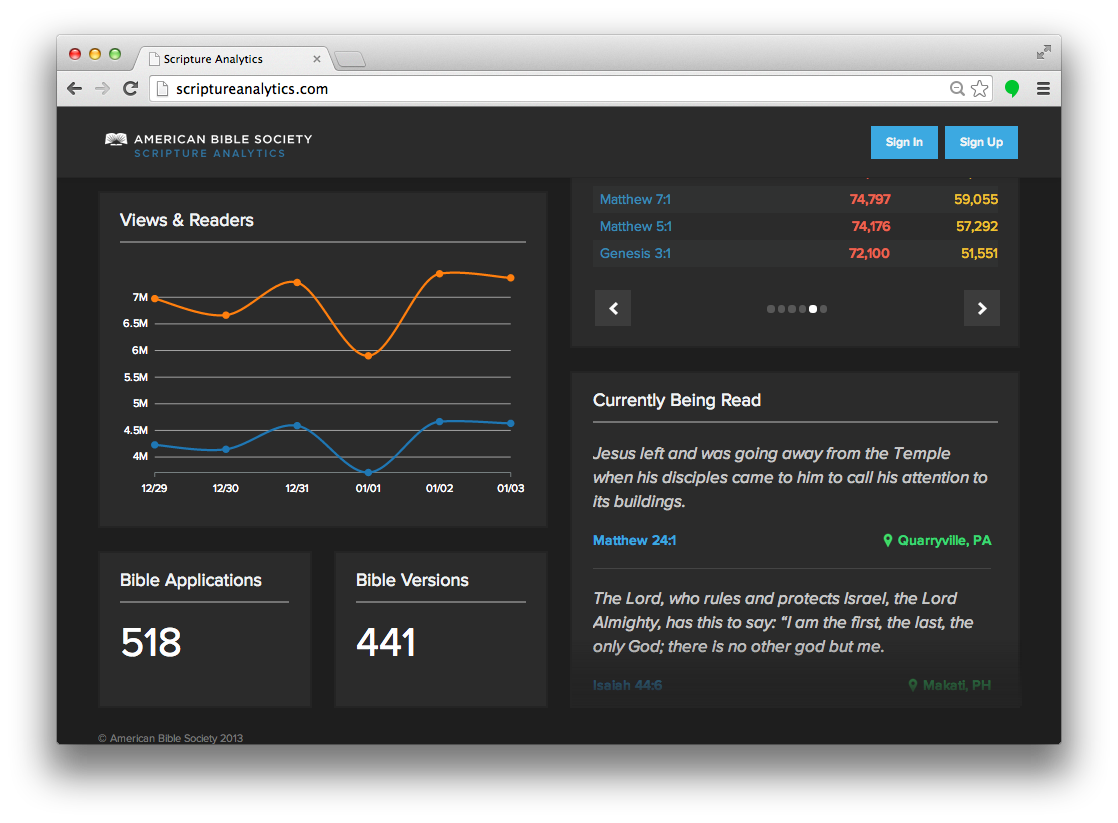 Scripture Analytics
scriptureanalytics.com
AMERICAN BIBLE SOCIETY
SCRIPTURE ANALYTICS
Sign In
Sign Up
Views & Readers
7M
6.5M
6M
5.5M
5M
4.5M
4M
12/29 12/30 12/31 01/01 01/02 01/03
Bible Applications
518
Bible Versions
441
Matthew 7:1 74,797 59,055
Matthew 5:1 74,176 57,292
Genesis 3:1 72,100 51,551
Currently Being Read
Jesus left and was going away from the Temple
when his disciples came to him to call his attention to
its buildings.
Matthew 24:1 Quarryville, PA
The Lord, who rules and protects Israel, the Lord
Almighty, has this to say: “I am the first, the last, the
only God; there is no other god but me.
Isaiah 44:6 Makati, PH
© American Bible Society 2013